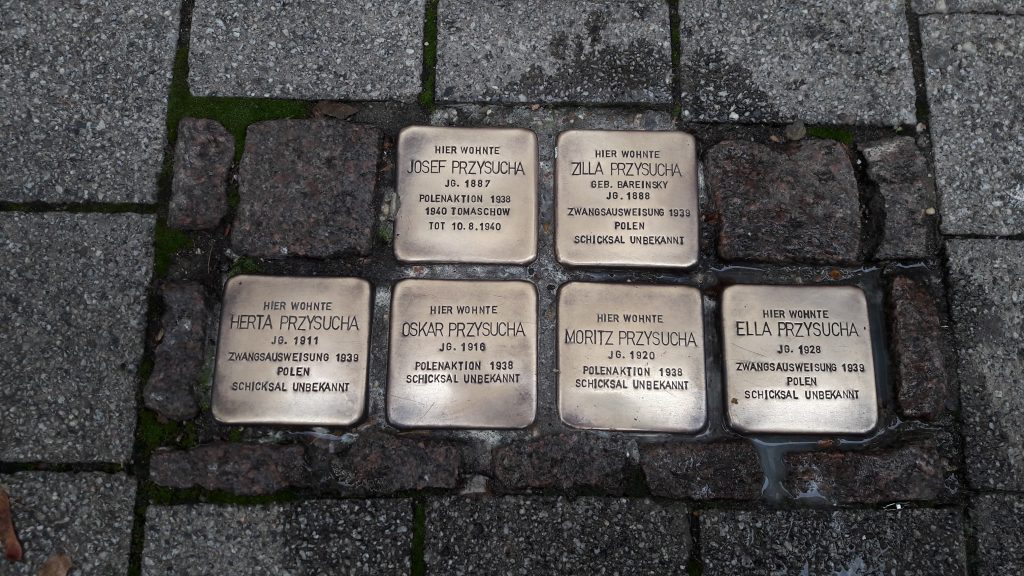 HIER WOHNTE
JOSEF PRZYSUCHA
JG. 1887
POLENAKTION 1938
1940 TOMASCHOW
TOT 10.8.1940
HIER WOHNTE
ZILLA PRZYSUCHA
GEB. BAREINSKY
JG. 1888
ZWANGSAUSWEISUNG 1939
POLEN
SCHICKSAL UNBEKANNT
HIER WOHNTE
HERTA PRZYSUCHA
JG. 1911
ZWANGSAUSWEISUNG 1939
POLEN
SCHICKSAL UNBEKANNT
HIER WOHNTE
OSKAR PRZYSUCHA
JG. 1916
POLENAKTION 1938
SCHICKSAL UNBEKANNT
HIER WOHNTE
MORITZ PRZYSUCHA
JG. 1920
POLENAKTION 1938
SCHICKSAL UNBEKANNT
HIER WOHNTE
ELLA PRZYSUCHA
JG. 1928
ZWANGSAUSWEISUNG 1939
POLEN
SCHICKSAL UNBEKANNT